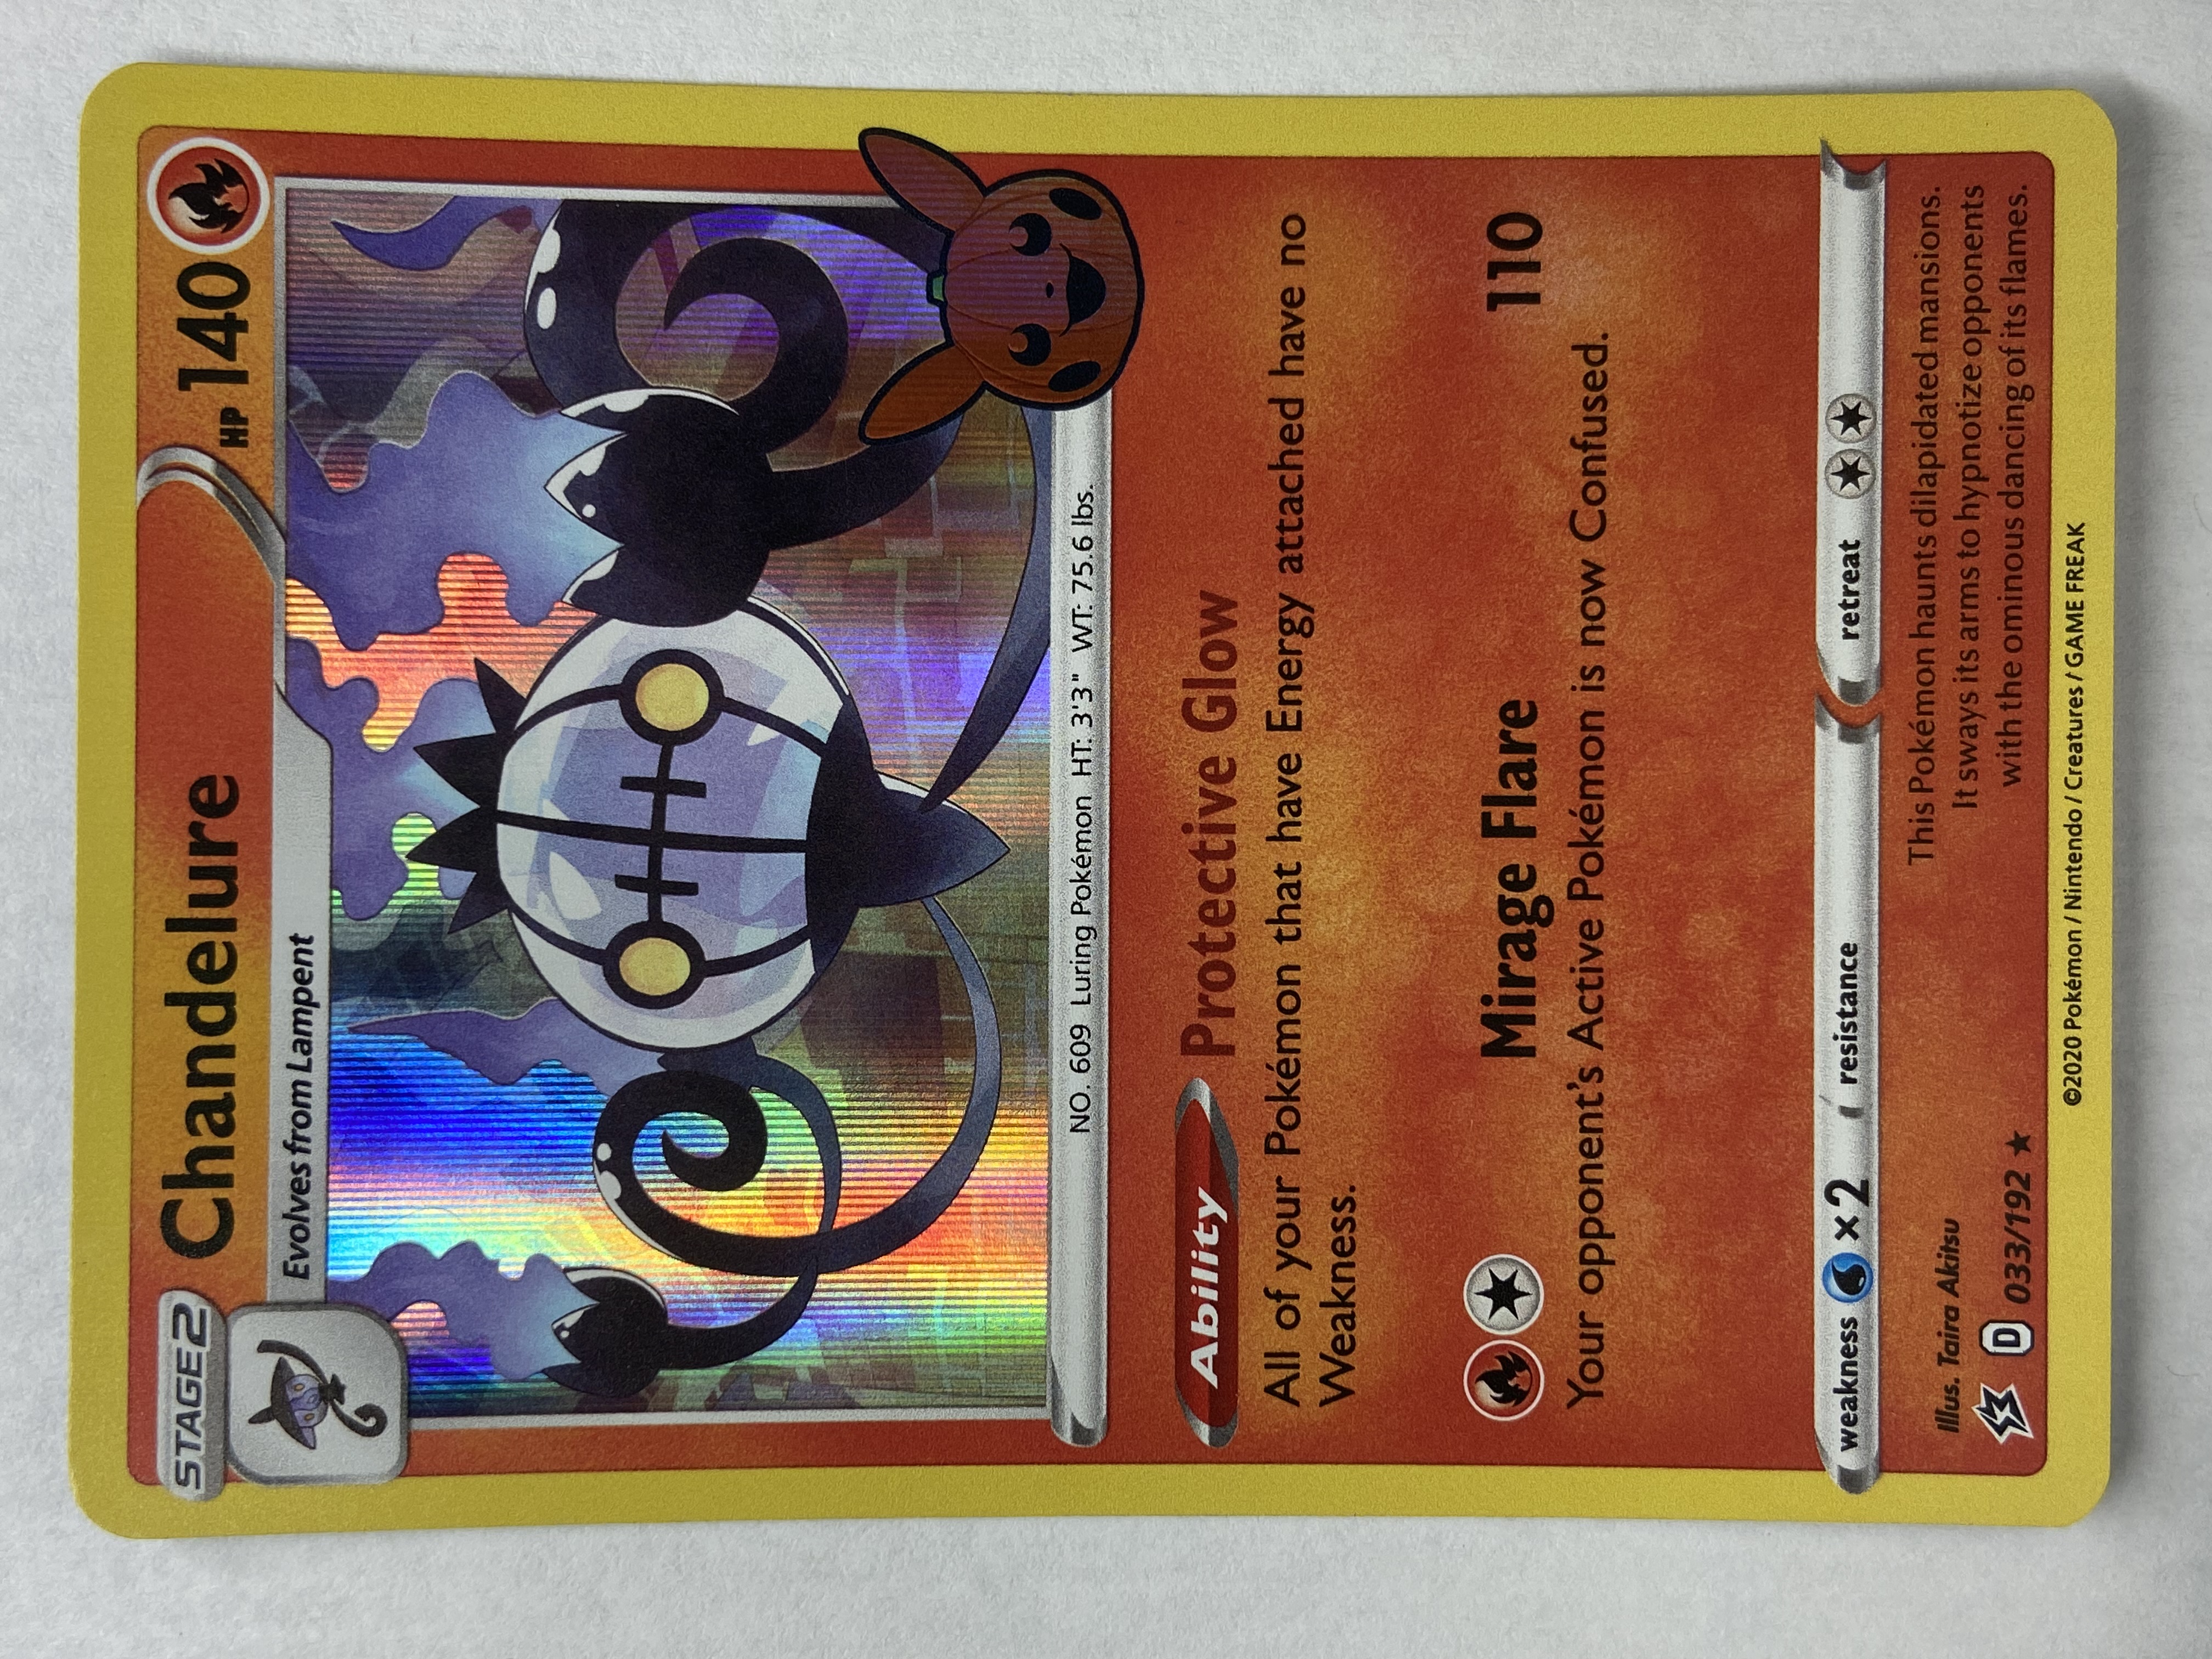 STAGE 2
Chandelure
HP 140
Evolves from Lampent
NO. 609 Luring Pokémon HT: 3'3" WT: 75.6 lbs.
Ability Protective Glow
All of your Pokémon that have Energy attached have no
Weakness.
Mirage Flare 110
Your opponent's Active Pokémon is now Confused.
weakness ×2 resistance retreat
This Pokémon haunts dilapidated mansions.
It sways its arms to hypnotize opponents
with the ominous dancing of its flames.
Illus. Taira Akitsu
D 033/192 ★
©2020 Pokémon / Nintendo / Creatures / GAME FREAK